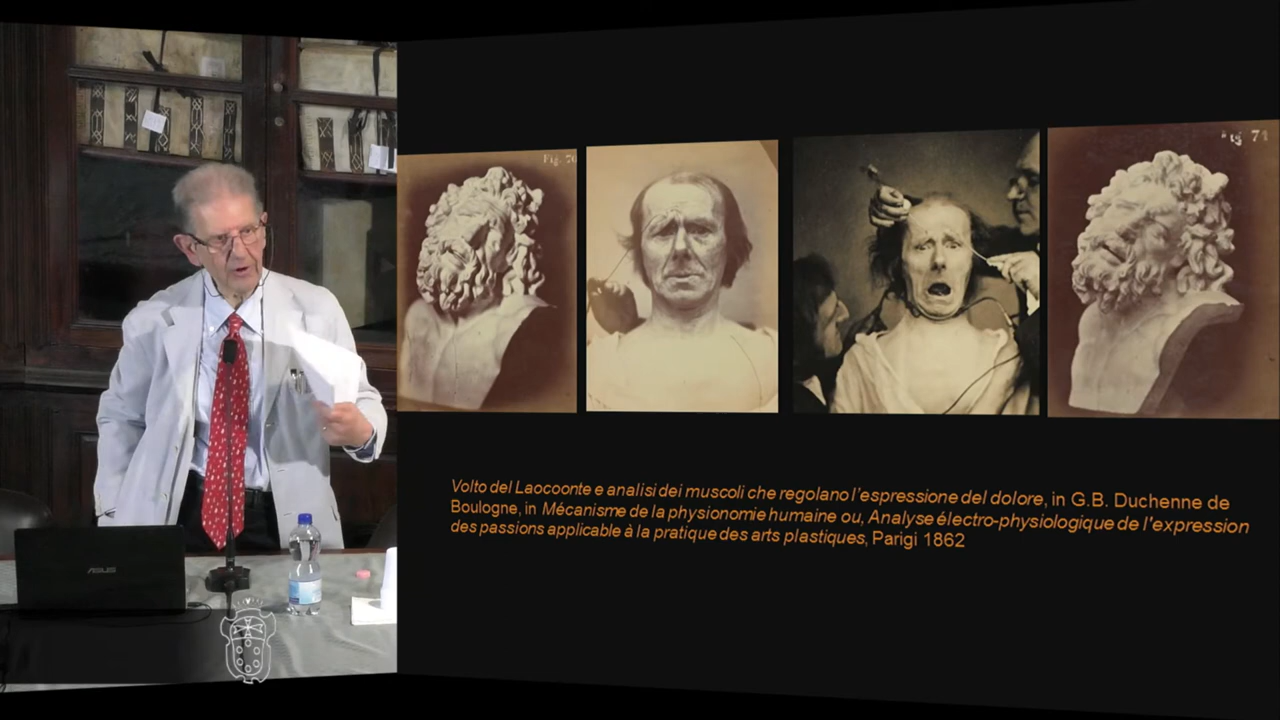 Fig. 70
Fig. 71
Volto del Laocoonte e analisi dei muscoli che regolano l'espressione del dolore, in G.B. Duchenne de
Boulogne, in Mécanisme de la physionomie humaine ou, Analyse électro-physiologique de l'expression
des passions applicable à la pratique des arts plastiques, Parigi 1862
ASUS